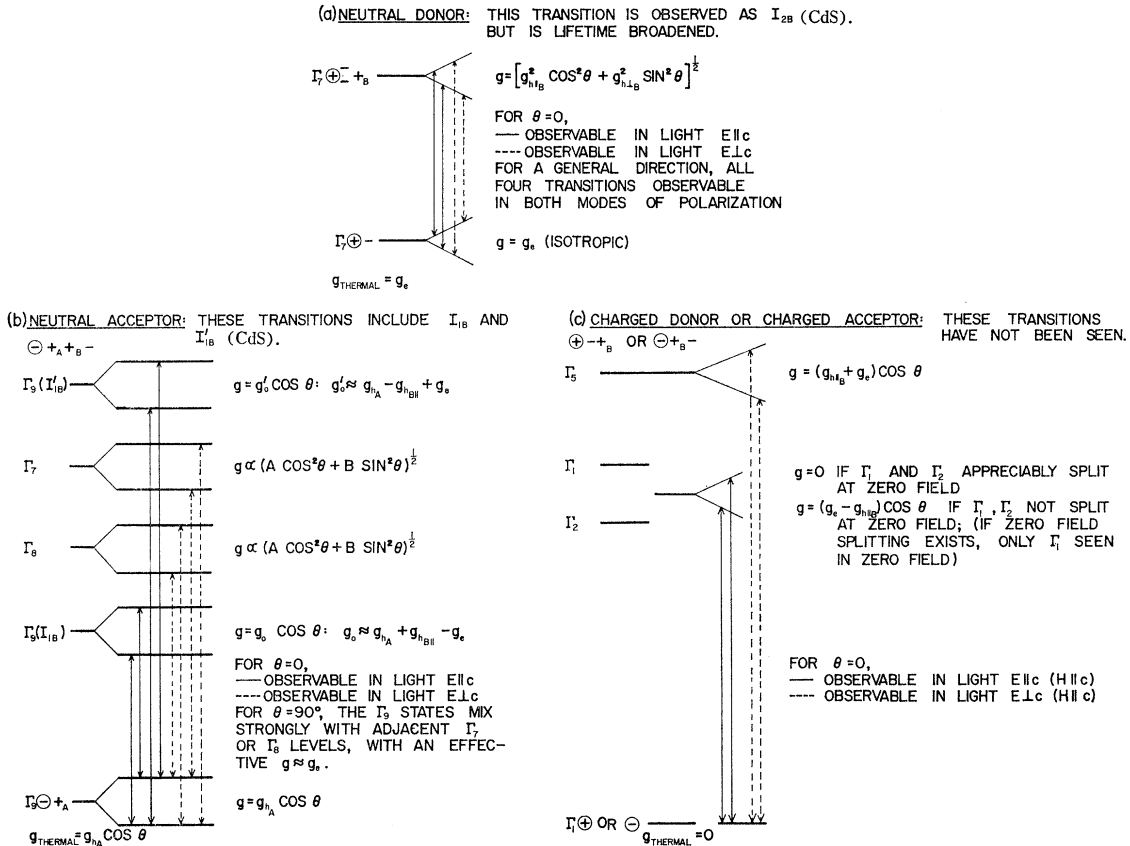 (a) NEUTRAL DONOR: THIS TRANSITION IS OBSERVED AS I₂B (CdS).
BUT IS LIFETIME BROADENED.
Γ₇ ⊕⁻₋ +B
g = [g²h∥B COS²θ + g²h⊥B SIN²θ]^½
FOR θ = 0,
— OBSERVABLE IN LIGHT E∥c
---- OBSERVABLE IN LIGHT E⊥c
FOR A GENERAL DIRECTION, ALL
FOUR TRANSITIONS OBSERVABLE
IN BOTH MODES OF POLARIZATION
Γ₇ ⊕ -
g = gₑ (ISOTROPIC)
gTHERMAL = gₑ
(b) NEUTRAL ACCEPTOR: THESE TRANSITIONS INCLUDE I₁B AND
I′₁B (CdS).
⊖ +A +B -
Γ₉ (I′₁B)
g = g′₀ COS θ: g′₀ ≈ ghA - ghB∥ + gₑ
Γ₇
g ∝ (A COS²θ + B SIN²θ)^½
Γ₈
g ∝ (A COS²θ + B SIN²θ)^½
Γ₉ (I₁B)
g = g₀ COS θ: g₀ ≈ ghA + ghB∥ - gₑ
FOR θ = 0,
— OBSERVABLE IN LIGHT E∥c
---- OBSERVABLE IN LIGHT E⊥c
FOR θ = 90°, THE Γ₉ STATES MIX
STRONGLY WITH ADJACENT Γ₇
OR Γ₈ LEVELS, WITH AN EFFEC-
TIVE g ≈ gₑ.
Γ₉ ⊖ +A
g = ghA COS θ
gTHERMAL = ghA COS θ
(c) CHARGED DONOR OR CHARGED ACCEPTOR: THESE TRANSITIONS
HAVE NOT BEEN SEEN.
⊕ - +B OR ⊖ +B -
Γ₅
g = (gh∥B + gₑ) COS θ
Γ₁
g = 0 IF Γ₁ AND Γ₂ APPRECIABLY SPLIT
AT ZERO FIELD
g = (gₑ - gh∥B) COS θ IF Γ₁, Γ₂ NOT SPLIT
AT ZERO FIELD; (IF ZERO FIELD
SPLITTING EXISTS, ONLY Γ₁ SEEN
IN ZERO FIELD)
Γ₂
FOR θ = 0,
— OBSERVABLE IN LIGHT E∥c (H∥c)
---- OBSERVABLE IN LIGHT E⊥c (H∥c)
Γ₁ ⊕ OR ⊖
gTHERMAL = 0